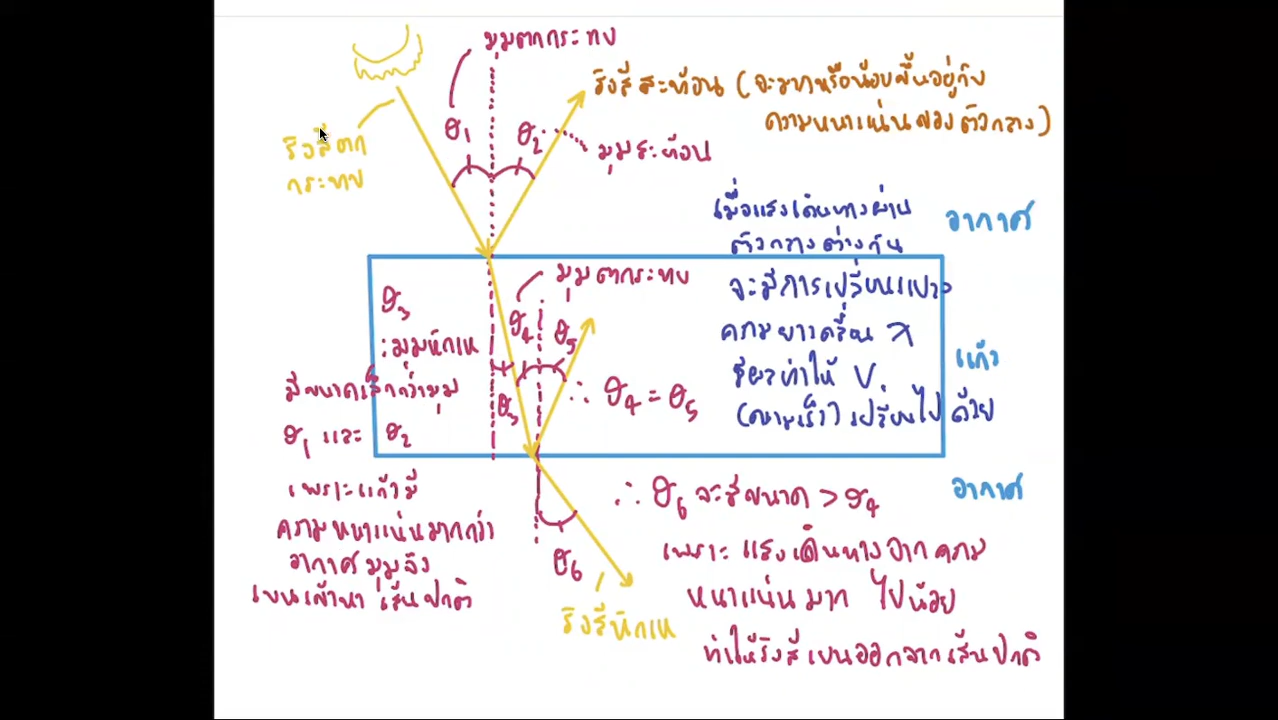 มุมตกกระทบ
รังสีสะท้อน (จะมากหรือน้อยขึ้นอยู่กับ
ความหนาแน่นของตัวกลาง)
θ1
θ2
มุมสะท้อน
รังสีตก
กระทบ
เมื่อแสงเดินทางผ่าน
ตัวกลางต่างกัน
อากาศ
จะมีการเปลี่ยนแปลง
ความยาวคลื่น λ
จึงทำให้ V
(ความเร็ว) เปลี่ยนไปด้วย
แก้ว
มุมตกกระทบ
θ4
θ5
θ3
∴ θ4 = θ5
θ3
:มุมหักเห
มีขนาดเล็กกว่ามุม
θ1 และ θ2
เพราะแก้วมี
ความหนาแน่นมากกว่า
อากาศมุมจึง
เบนเข้าหาเส้นปกติ
อากาศ
∴ θ6 จะมีขนาด > θ4
เพราะ แสงเดินทางจากความ
หนาแน่นมาก ไปน้อย
ทำให้รังสีเบนออกจากเส้นปกติ
θ6
รังสีหักเห